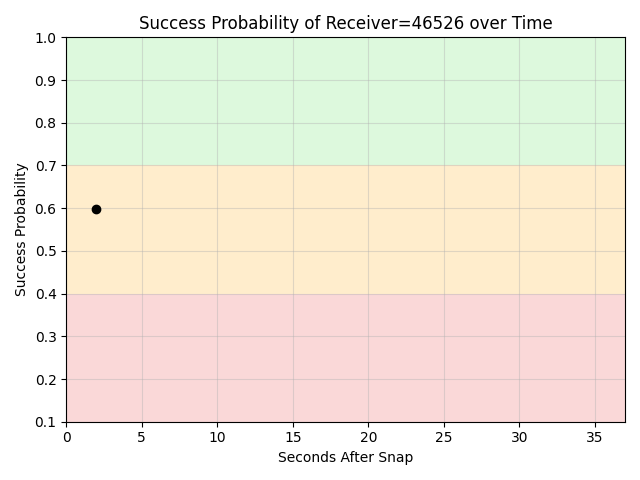 Success Probability of Receiver=46526 over Time
1.0
0.9
0.8
0.7
0.6
0.5
0.4
0.3
0.2
0.1
Success Probability
0 5 10 15 20 25 30 35
Seconds After Snap